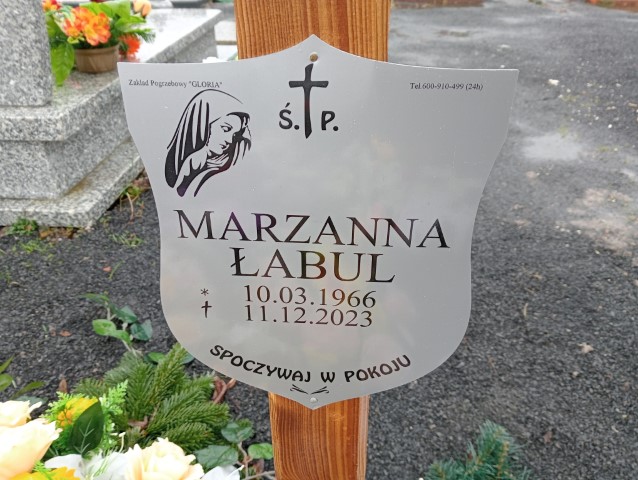 Zakład Pogrzebowy "GLORIA"
Tel.600-910-499 (24h)
Ś. P.
MARZANNA
ŁABUL
* 10.03.1966
† 11.12.2023
SPOCZYWAJ W POKOJU